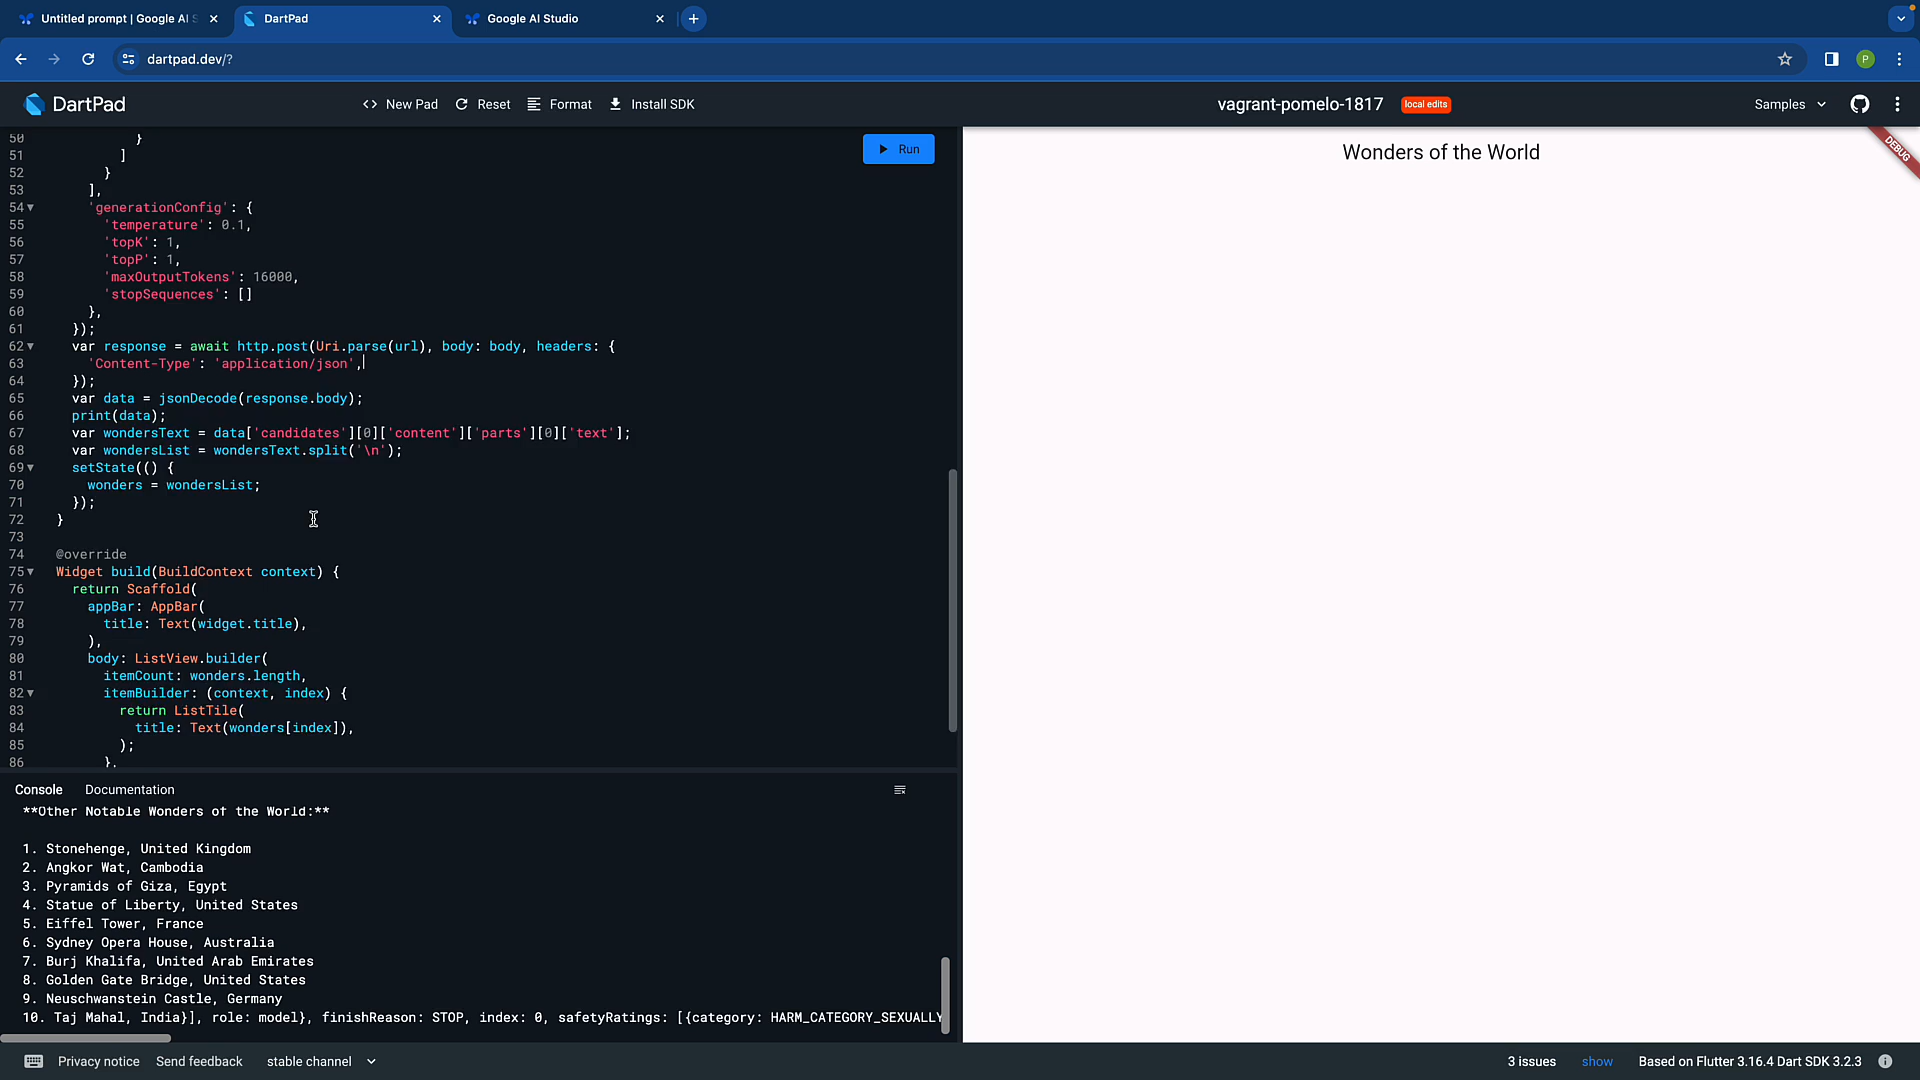 Untitled prompt | Google AI S
DartPad
Google AI Studio
dartpad.dev/?
P
DartPad
New Pad
Reset
Format
Install SDK
vagrant-pomelo-1817
local edits
Samples
Run
50 }
51 ]
52 }
53 ],
54 'generationConfig': {
55 'temperature': 0.1,
56 'topK': 1,
57 'topP': 1,
58 'maxOutputTokens': 16000,
59 'stopSequences': []
60 },
61 });
62 var response = await http.post(Uri.parse(url), body: body, headers: {
63 'Content-Type': 'application/json',
64 });
65 var data = jsonDecode(response.body);
66 print(data);
67 var wondersText = data['candidates'][0]['content']['parts'][0]['text'];
68 var wondersList = wondersText.split('\n');
69 setState(() {
70 wonders = wondersList;
71 });
72 }
73
74 @override
75 Widget build(BuildContext context) {
76 return Scaffold(
77 appBar: AppBar(
78 title: Text(widget.title),
79 ),
80 body: ListView.builder(
81 itemCount: wonders.length,
82 itemBuilder: (context, index) {
83 return ListTile(
84 title: Text(wonders[index]),
85 );
86 },
Wonders of the World
DEBUG
Console
Documentation
**Other Notable Wonders of the World:**
1. Stonehenge, United Kingdom
2. Angkor Wat, Cambodia
3. Pyramids of Giza, Egypt
4. Statue of Liberty, United States
5. Eiffel Tower, France
6. Sydney Opera House, Australia
7. Burj Khalifa, United Arab Emirates
8. Golden Gate Bridge, United States
9. Neuschwanstein Castle, Germany
10. Taj Mahal, India}], role: model}, finishReason: STOP, index: 0, safetyRatings: [{category: HARM_CATEGORY_SEXUALLY
Privacy notice
Send feedback
stable channel
3 issues
show
Based on Flutter 3.16.4 Dart SDK 3.2.3